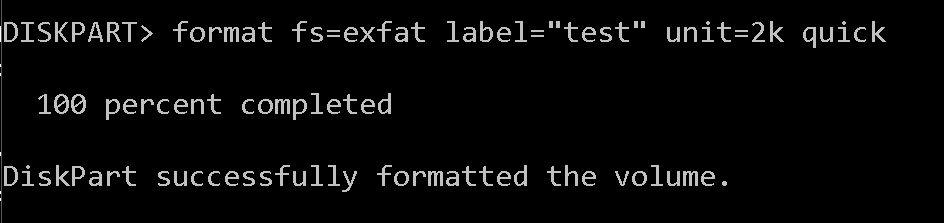 DISKPART> format fs=exfat label="test" unit=2k quick
100 percent completed
DiskPart successfully formatted the volume.